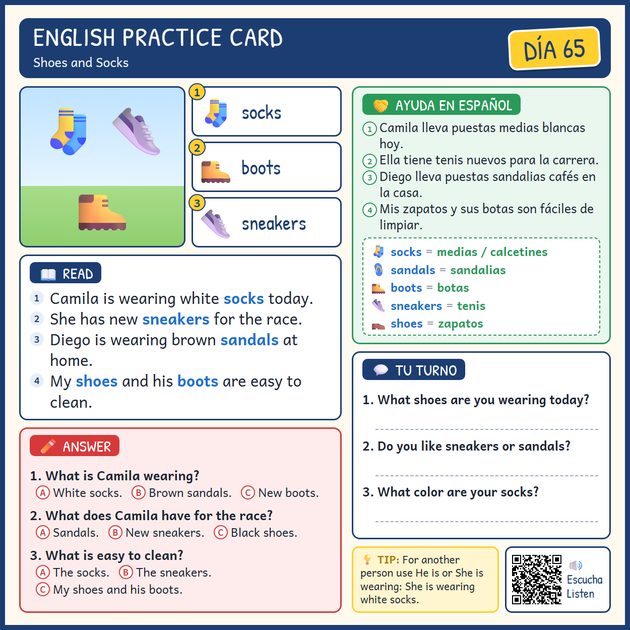 ENGLISH PRACTICE CARD
Shoes and Socks
DÍA 65
1
socks
2
boots
3
sneakers
READ
1 Camila is wearing white socks today.
2 She has new sneakers for the race.
3 Diego is wearing brown sandals at
home.
4 My shoes and his boots are easy to
clean.
ANSWER
1. What is Camila wearing?
A White socks. B Brown sandals. C New boots.
2. What does Camila have for the race?
A Sandals. B New sneakers. C Black shoes.
3. What is easy to clean?
A The socks. B The sneakers.
C My shoes and his boots.
AYUDA EN ESPAÑOL
1 Camila lleva puestas medias blancas
hoy.
2 Ella tiene tenis nuevos para la carrera.
3 Diego lleva puestas sandalias cafés en
la casa.
4 Mis zapatos y sus botas son fáciles de
limpiar.
socks = medias / calcetines
sandals = sandalias
boots = botas
sneakers = tenis
shoes = zapatos
TU TURNO
1. What shoes are you wearing today?
2. Do you like sneakers or sandals?
3. What color are your socks?
TIP: For another
person use He is or She is
wearing: She is wearing
white socks.
Escucha
Listen